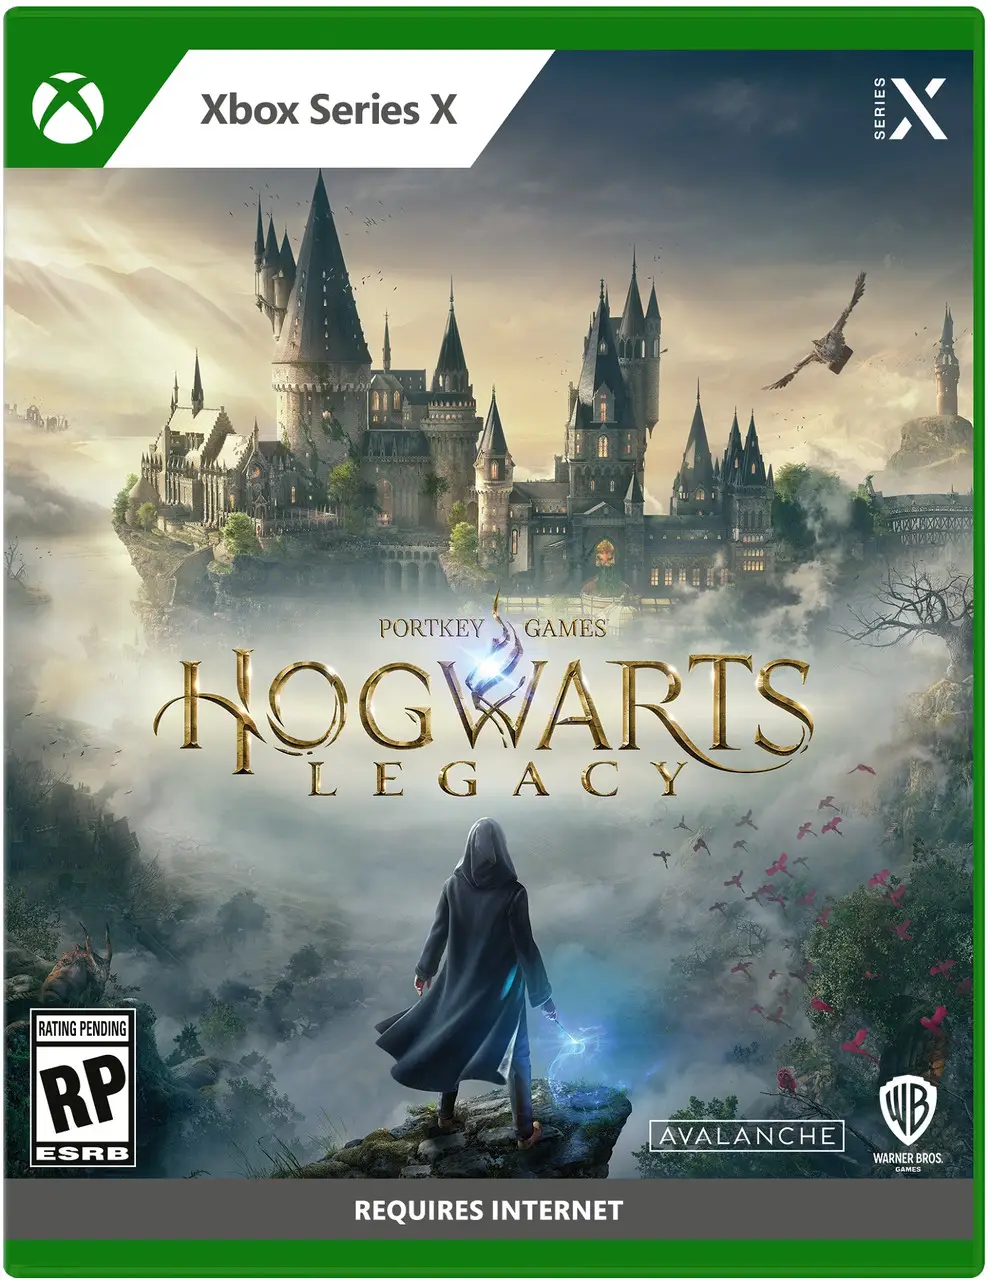 Xbox Series X
SERIES X
PORTKEY GAMES
HOGWARTS
LEGACY
RATING PENDING
RP
ESRB
AVALANCHE
WB
WARNER BROS.
GAMES
REQUIRES INTERNET